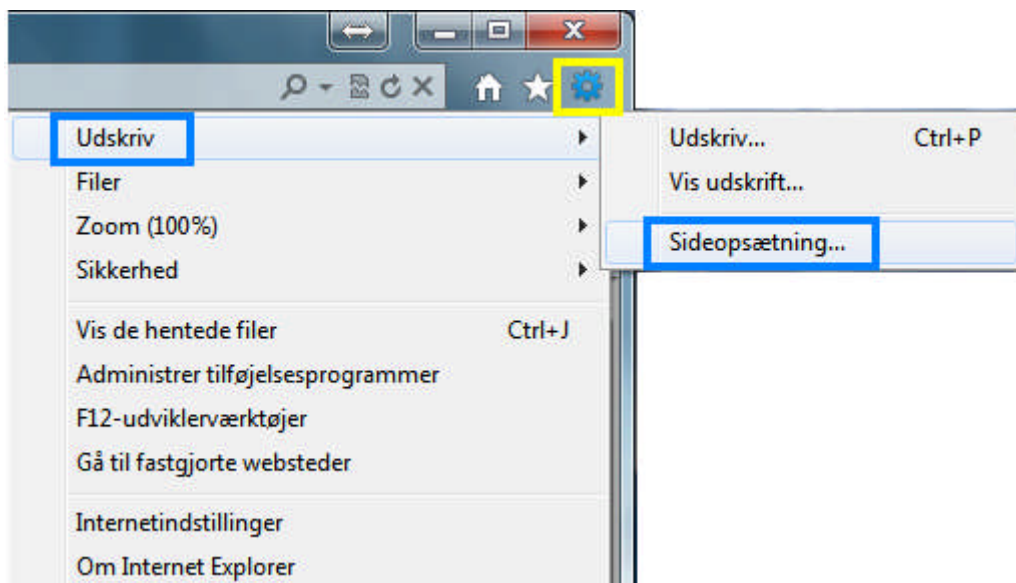 Udskriv
Filer
Zoom (100%)
Sikkerhed
Vis de hentede filer Ctrl+J
Administrer tilføjelsesprogrammer
F12-udviklerværktøjer
Gå til fastgjorte websteder
Internetindstillinger
Om Internet Explorer
Udskriv... Ctrl+P
Vis udskrift...
Sideopsætning...